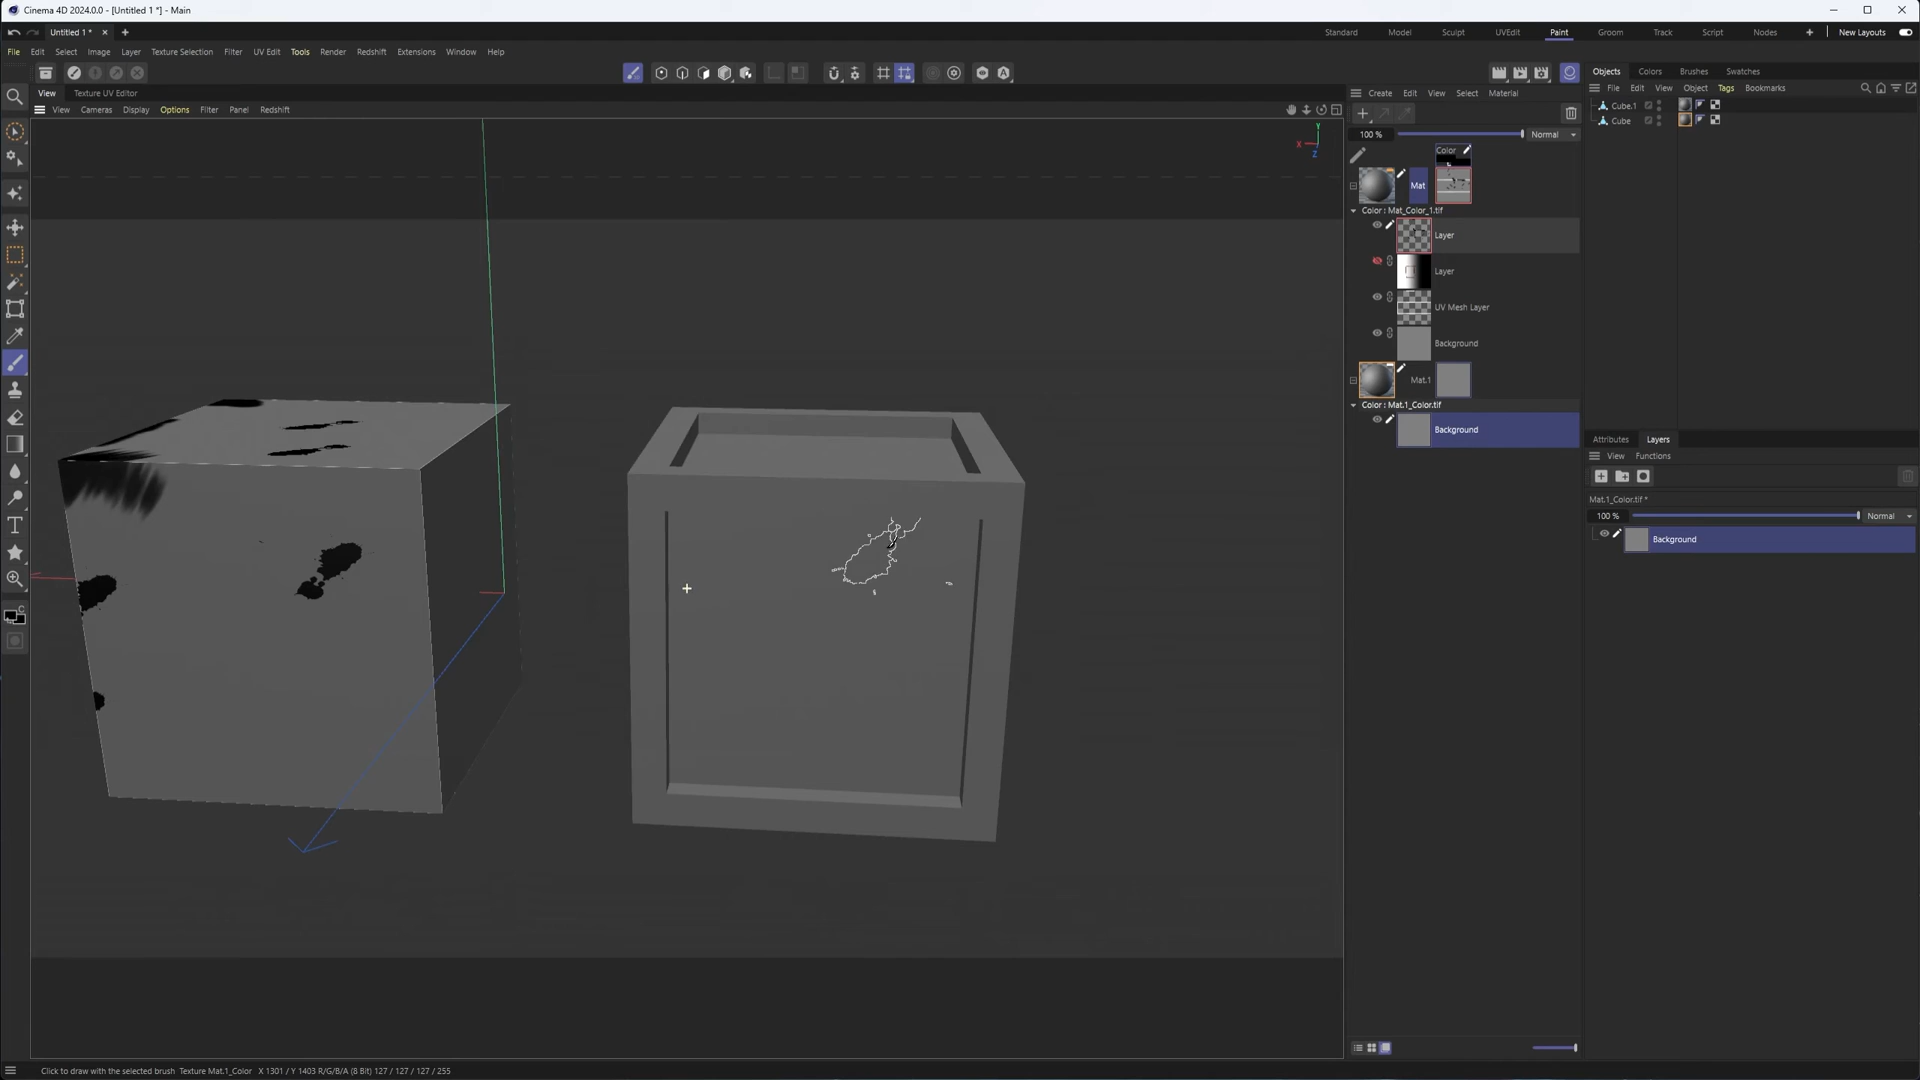 Cinema 4D 2024.0.0 - [Untitled 1 *] - Main
Untitled 1 *
Standard Model Sculpt UVEdit Paint Groom Track Script Nodes New Layouts
File Edit Select Image Layer Texture Selection Filter UV Edit Tools Render Redshift Extensions Window Help
View Texture UV Editor
View Cameras Display Options Filter Panel Redshift
Y
X
Z
Create Edit View Select Material
100 % Normal
Color
Mat
Color : Mat_Color_1.tif
Layer
Layer
UV Mesh Layer
Background
Mat.1
Color : Mat.1_Color.tif
Background
Objects Colors Brushes Swatches
File Edit View Object Tags Bookmarks
Cube.1
Cube
Attributes Layers
View Functions
Mat.1_Color.tif *
100 % Normal
Background
Click to draw with the selected brush Texture Mat.1_Color X 1301 / Y 1403 R/G/B/A (8 Bit) 127 / 127 / 127 / 255